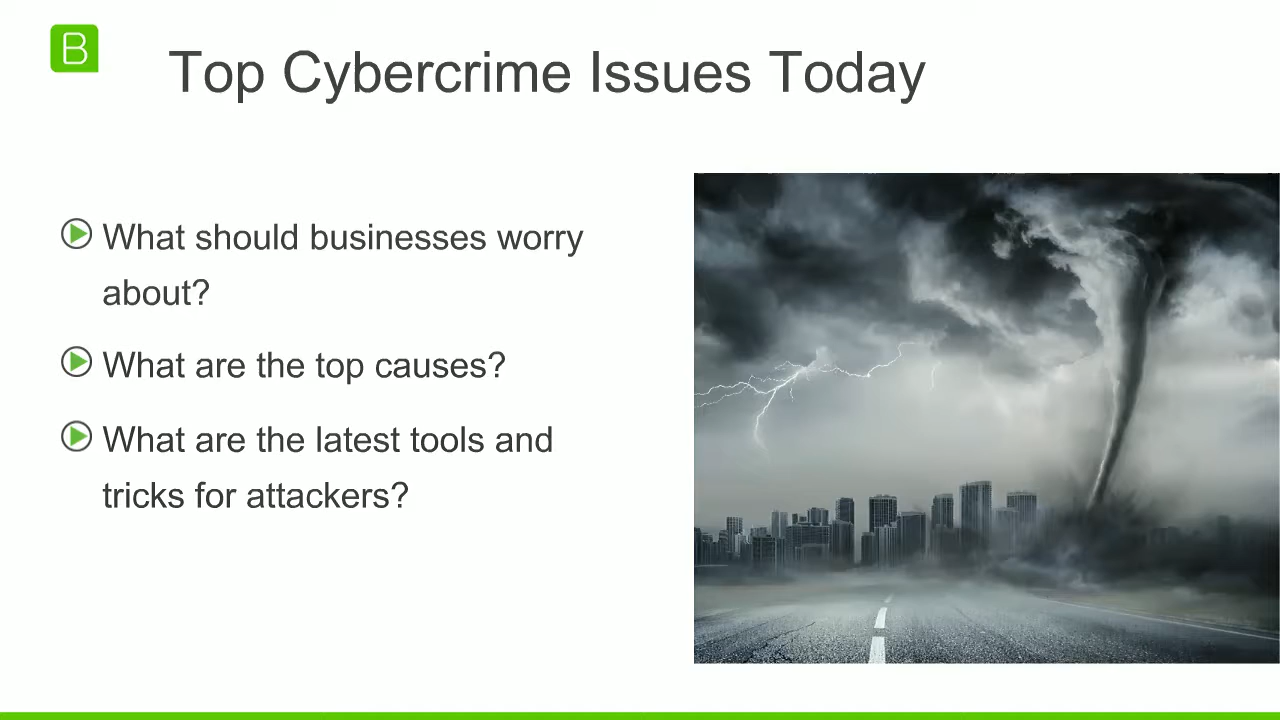 B
Top Cybercrime Issues Today
What should businesses worry
about?
What are the top causes?
What are the latest tools and
tricks for attackers?